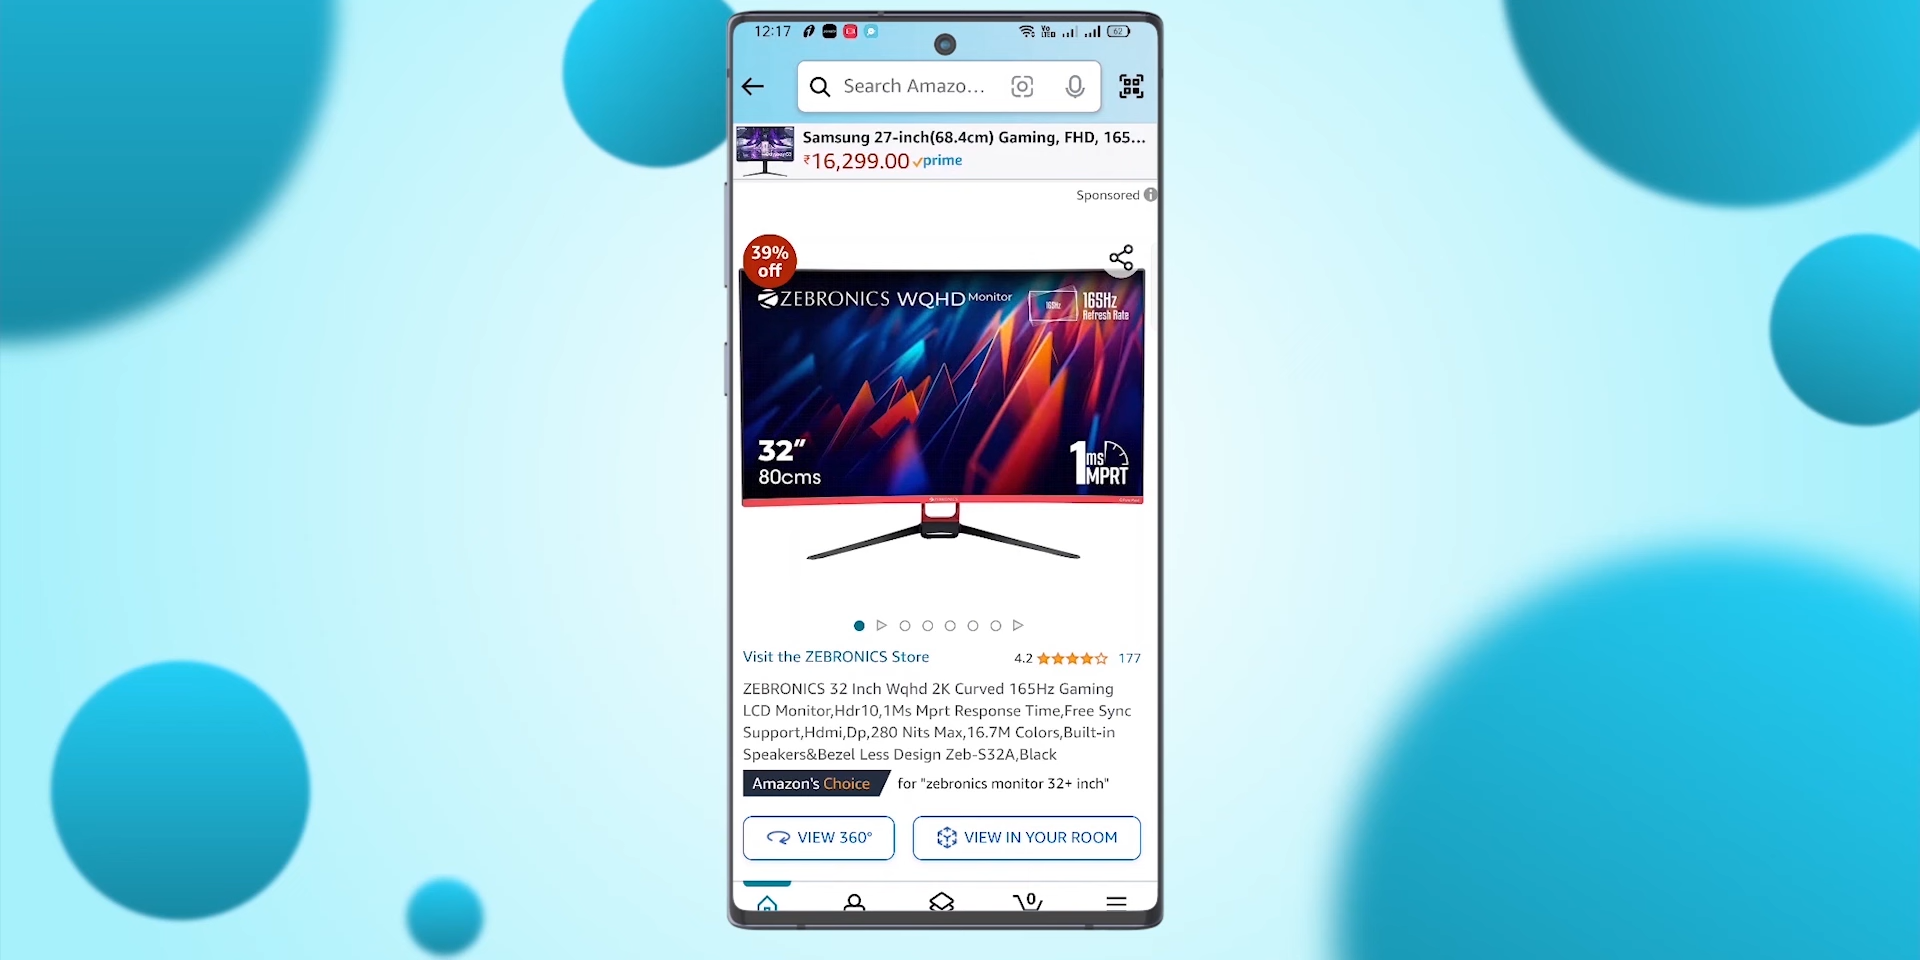 12:17
62
Search Amazo...
Samsung 27-inch(68.4cm) Gaming, FHD, 165...
₹16,299.00 prime
Sponsored
39%
off
ZEBRONICS WQHD Monitor
165Hz
165Hz
Refresh Rate
32"
80cms
1ms
MPRT
Visit the ZEBRONICS Store
4.2 177
ZEBRONICS 32 Inch Wqhd 2K Curved 165Hz Gaming
LCD Monitor,Hdr10,1Ms Mprt Response Time,Free Sync
Support,Hdmi,Dp,280 Nits Max,16.7M Colors,Built-in
Speakers&Bezel Less Design Zeb-S32A,Black
Amazon's Choice for "zebronics monitor 32+ inch"
VIEW 360°
VIEW IN YOUR ROOM
0